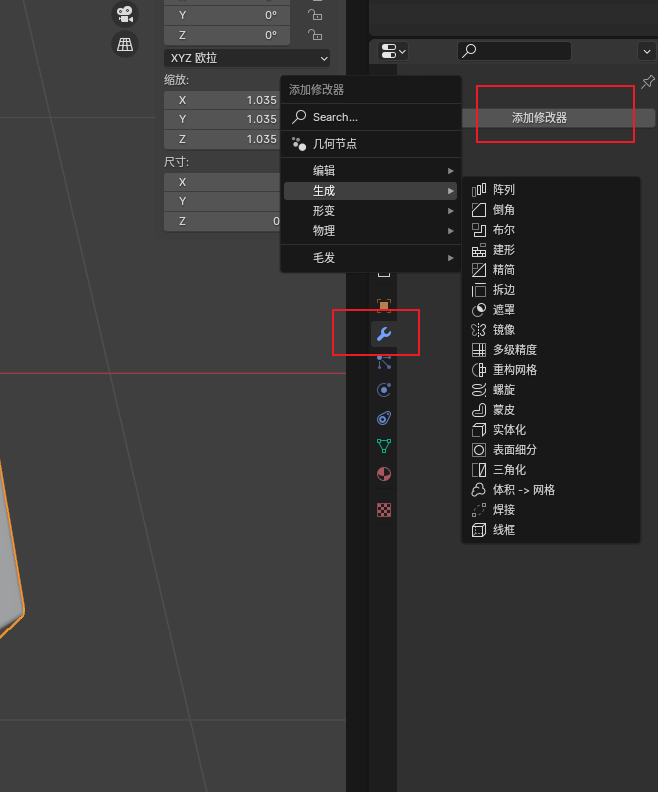 Y 0°
Z 0°
XYZ 欧拉
缩放:
X 1.035
Y 1.035
Z 1.035
尺寸:
X
Y
Z 0
添加修改器
Search...
几何节点
编辑
生成
形变
物理
毛发
添加修改器
阵列
倒角
布尔
建形
精简
拆边
遮罩
镜像
多级精度
重构网格
螺旋
蒙皮
实体化
表面细分
三角化
体积 -> 网格
焊接
线框